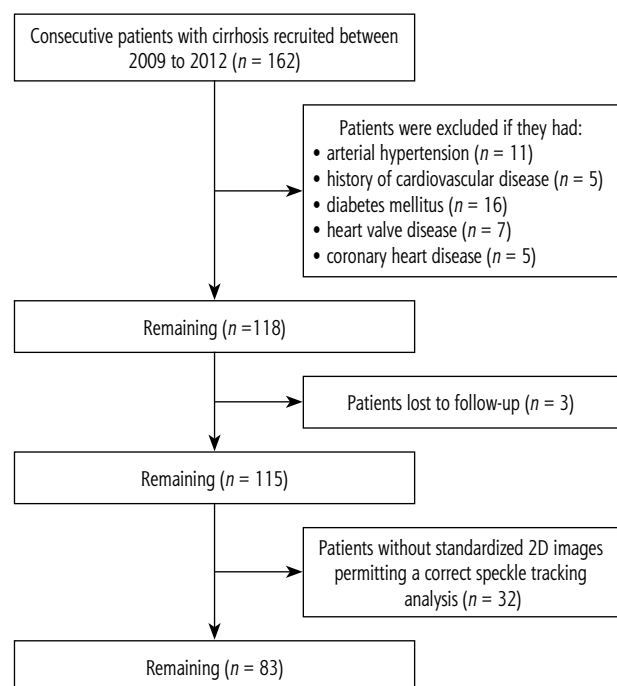 Consecutive patients with cirrhosis recruited between
2009 to 2012 (n = 162)
Patients were excluded if they had:
• arterial hypertension (n = 11)
• history of cardiovascular disease (n = 5)
• diabetes mellitus (n = 16)
• heart valve disease (n = 7)
• coronary heart disease (n = 5)
Remaining (n =118)
Patients lost to follow-up (n = 3)
Remaining (n = 115)
Patients without standardized 2D images
permitting a correct speckle tracking
analysis (n = 32)
Remaining (n = 83)